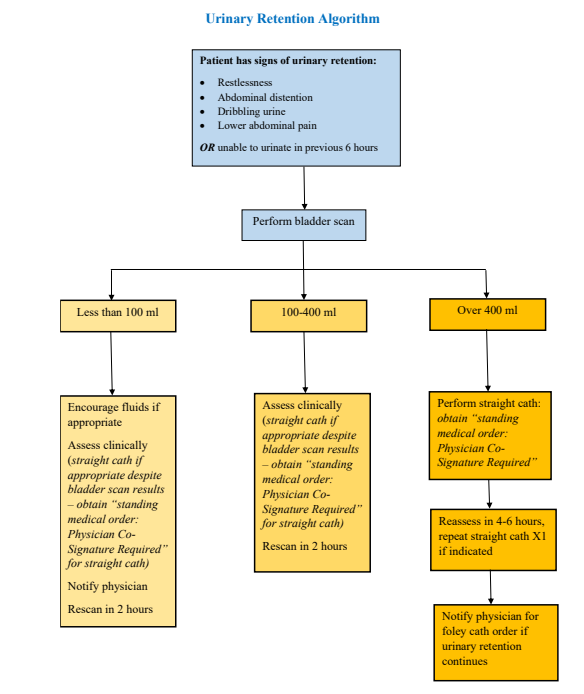 Urinary Retention Algorithm
Patient has signs of urinary retention:
• Restlessness
• Abdominal distention
• Dribbling urine
• Lower abdominal pain
OR unable to urinate in previous 6 hours
Perform bladder scan
Less than 100 ml
100-400 ml
Over 400 ml
Encourage fluids if
appropriate
Assess clinically
(straight cath if
appropriate despite
bladder scan results
– obtain “standing
medical order:
Physician Co-
Signature Required”
for straight cath)
Notify physician
Rescan in 2 hours
Assess clinically
(straight cath if
appropriate despite
bladder scan results
– obtain “standing
medical order:
Physician Co-
Signature Required”
for straight cath)
Rescan in 2 hours
Perform straight cath:
obtain “standing
medical order:
Physician Co-
Signature Required”
Reassess in 4-6 hours,
repeat straight cath X1
if indicated
Notify physician for
foley cath order if
urinary retention
continues